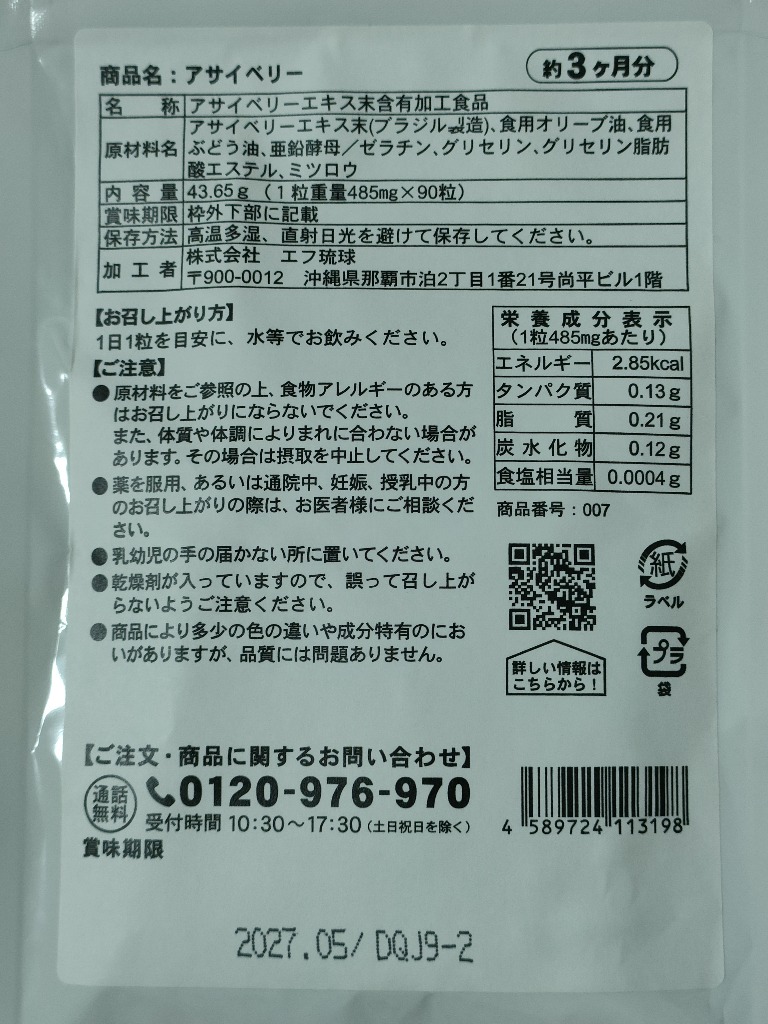 商品名：アサイベリー
約3ヶ月分
名称 アサイベリーエキス末含有加工食品
原材料名 アサイベリーエキス末(ブラジル製造)、食用オリーブ油、食用
ぶどう油、亜鉛酵母／ゼラチン、グリセリン、グリセリン脂肪
酸エステル、ミツロウ
内容量 43.65g（1粒重量485mg×90粒）
賞味期限 枠外下部に記載
保存方法 高温多湿、直射日光を避けて保存してください。
加工者 株式会社 エフ琉球
〒900-0012 沖縄県那覇市泊2丁目1番21号尚平ビル1階
【お召し上がり方】
1日1粒を目安に、水等でお飲みください。
【ご注意】
●原材料をご参照の上、食物アレルギーのある方
はお召し上がりにならないでください。
また、体質や体調によりまれに合わない場合が
あります。その場合は摂取を中止してください。
●薬を服用、あるいは通院中、妊娠、授乳中の方
のお召し上がりの際は、お医者様にご相談くだ
さい。
●乳幼児の手の届かない所に置いてください。
●乾燥剤が入っていますので、誤って召し上が
らないようご注意ください。
●商品により多少の色の違いや成分特有のにお
いがありますが、品質には問題ありません。
栄養成分表示
（1粒485mgあたり）
エネルギー 2.85kcal
タンパク質 0.13g
脂質 0.21g
炭水化物 0.12g
食塩相当量 0.0004g
商品番号：007
詳しい情報は
こちらから！
紙
ラベル
プラ
袋
【ご注文・商品に関するお問い合わせ】
通話
無料
0120-976-970
受付時間 10:30～17:30（土日祝日を除く）
賞味期限
4 589724 113198
2027.05/ DQJ9-2